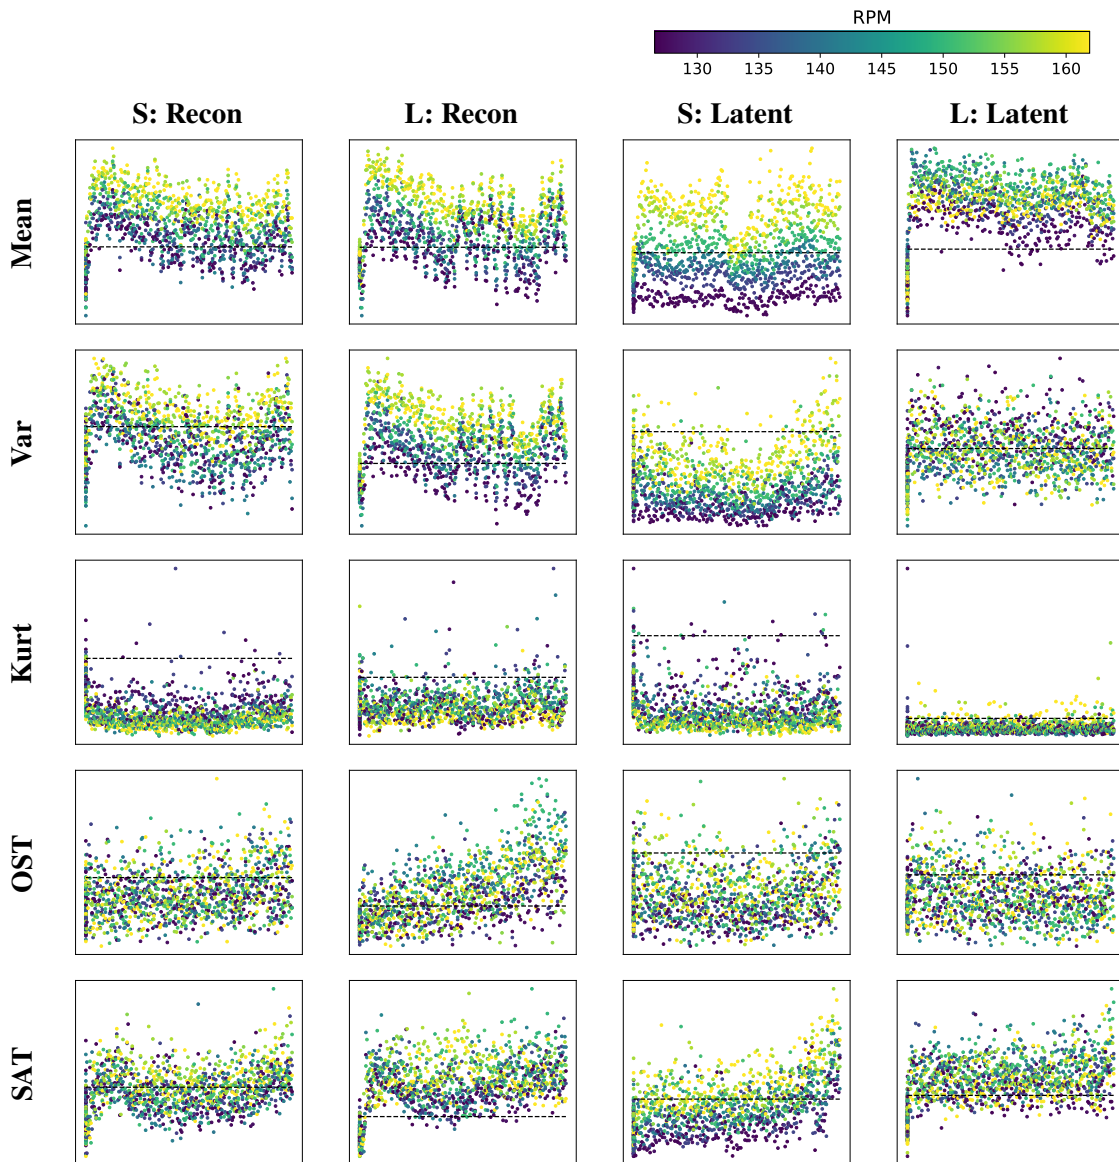 RPM
130 135 140 145 150 155 160
S: Recon L: Recon S: Latent L: Latent
Mean
Var
Kurt
OST
SAT